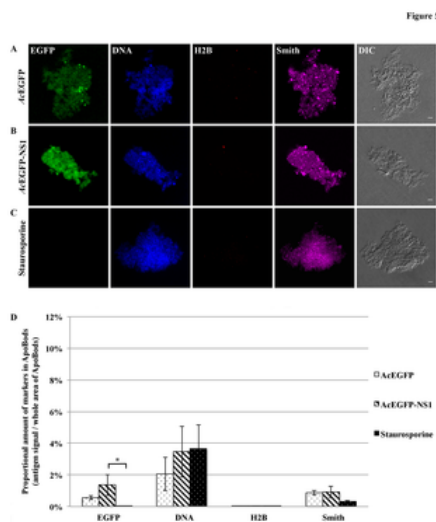 Figure
A EGFP DNA H2B Smith DIC
AcEGFP
B
AcEGFP-NS1
C
Staurosporine
D
Proportional amount of markers in ApoBods
(antigen signal / whole area of ApoBods)
12%
10%
8%
6%
4%
2%
0%
*
EGFP DNA H2B Smith
AcEGFP
AcEGFP-NS1
Staurosporine